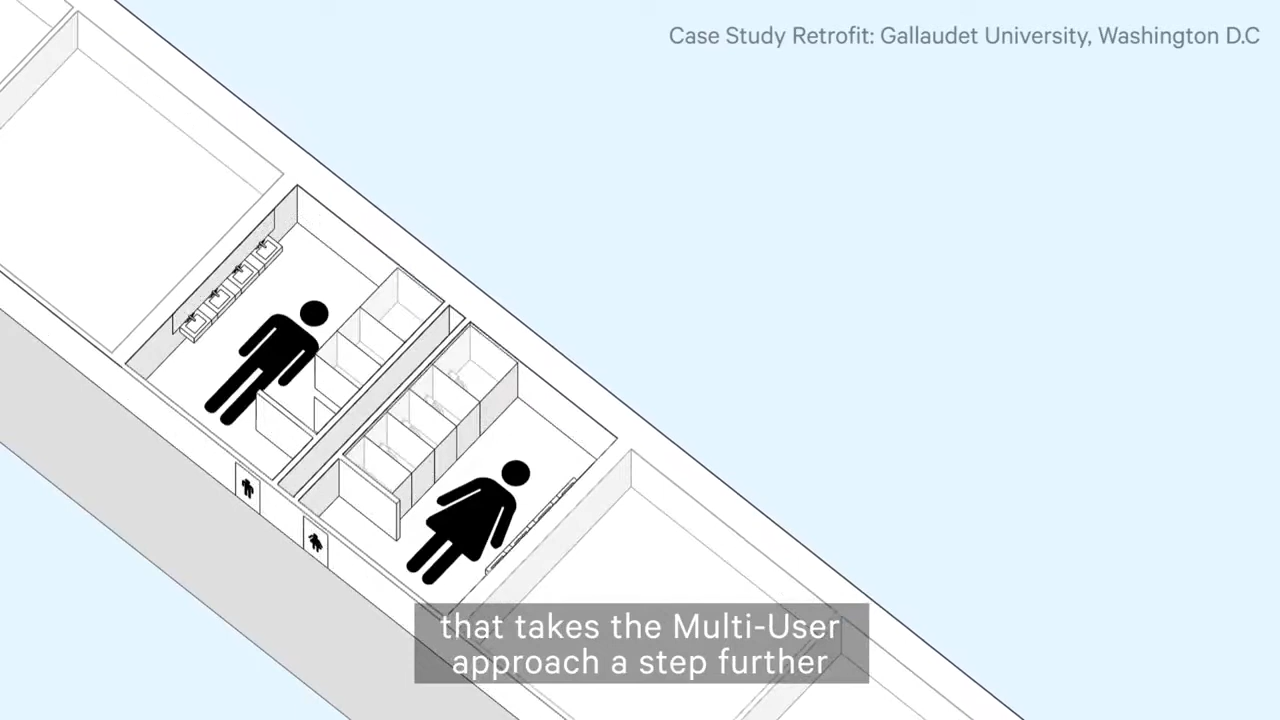 Case Study Retrofit: Gallaudet University, Washington D.C
that takes the Multi-User
approach a step further